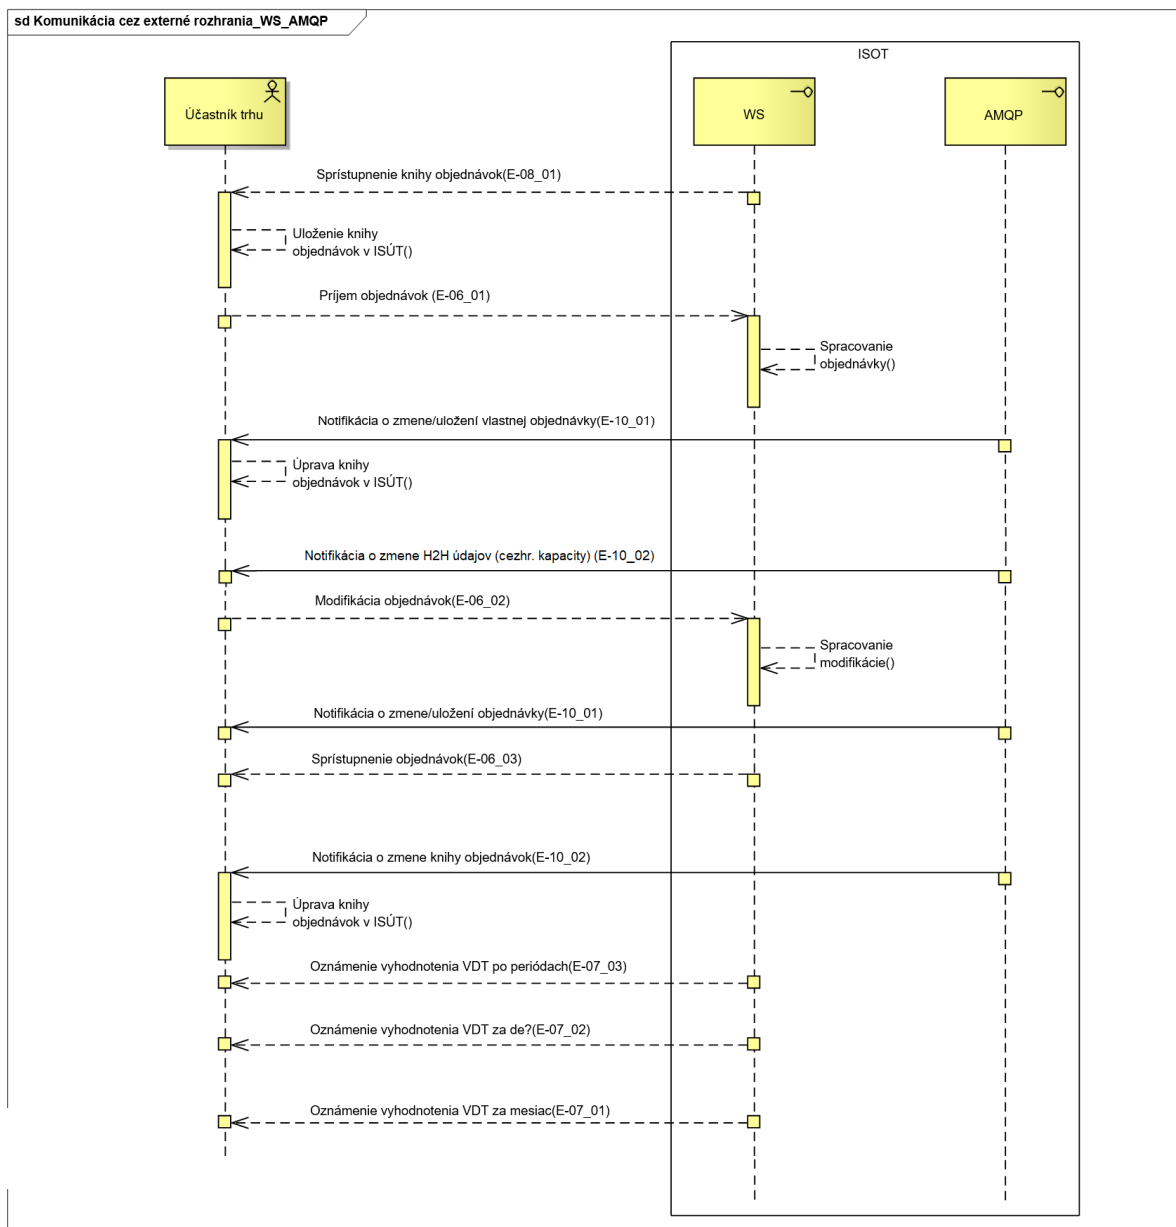 sd Komunikácia cez externé rozhrania_WS_AMQP
ISOT
Účastník trhu
WS
AMQP
Sprístupnenie knihy objednávok(E-08_01)
Uloženie knihy
objednávok v ISÚT()
Príjem objednávok (E-06_01)
Spracovanie
objednávky()
Notifikácia o zmene/uložení vlastnej objednávky(E-10_01)
Úprava knihy
objednávok v ISÚT()
Notifikácia o zmene H2H údajov (cezhr. kapacity) (E-10_02)
Modifikácia objednávok(E-06_02)
Spracovanie
modifikácie()
Notifikácia o zmene/uložení objednávky(E-10_01)
Sprístupnenie objednávok(E-06_03)
Notifikácia o zmene knihy objednávok(E-10_02)
Úprava knihy
objednávok v ISÚT()
Oznámenie vyhodnotenia VDT po periódach(E-07_03)
Oznámenie vyhodnotenia VDT za de?(E-07_02)
Oznámenie vyhodnotenia VDT za mesiac(E-07_01)